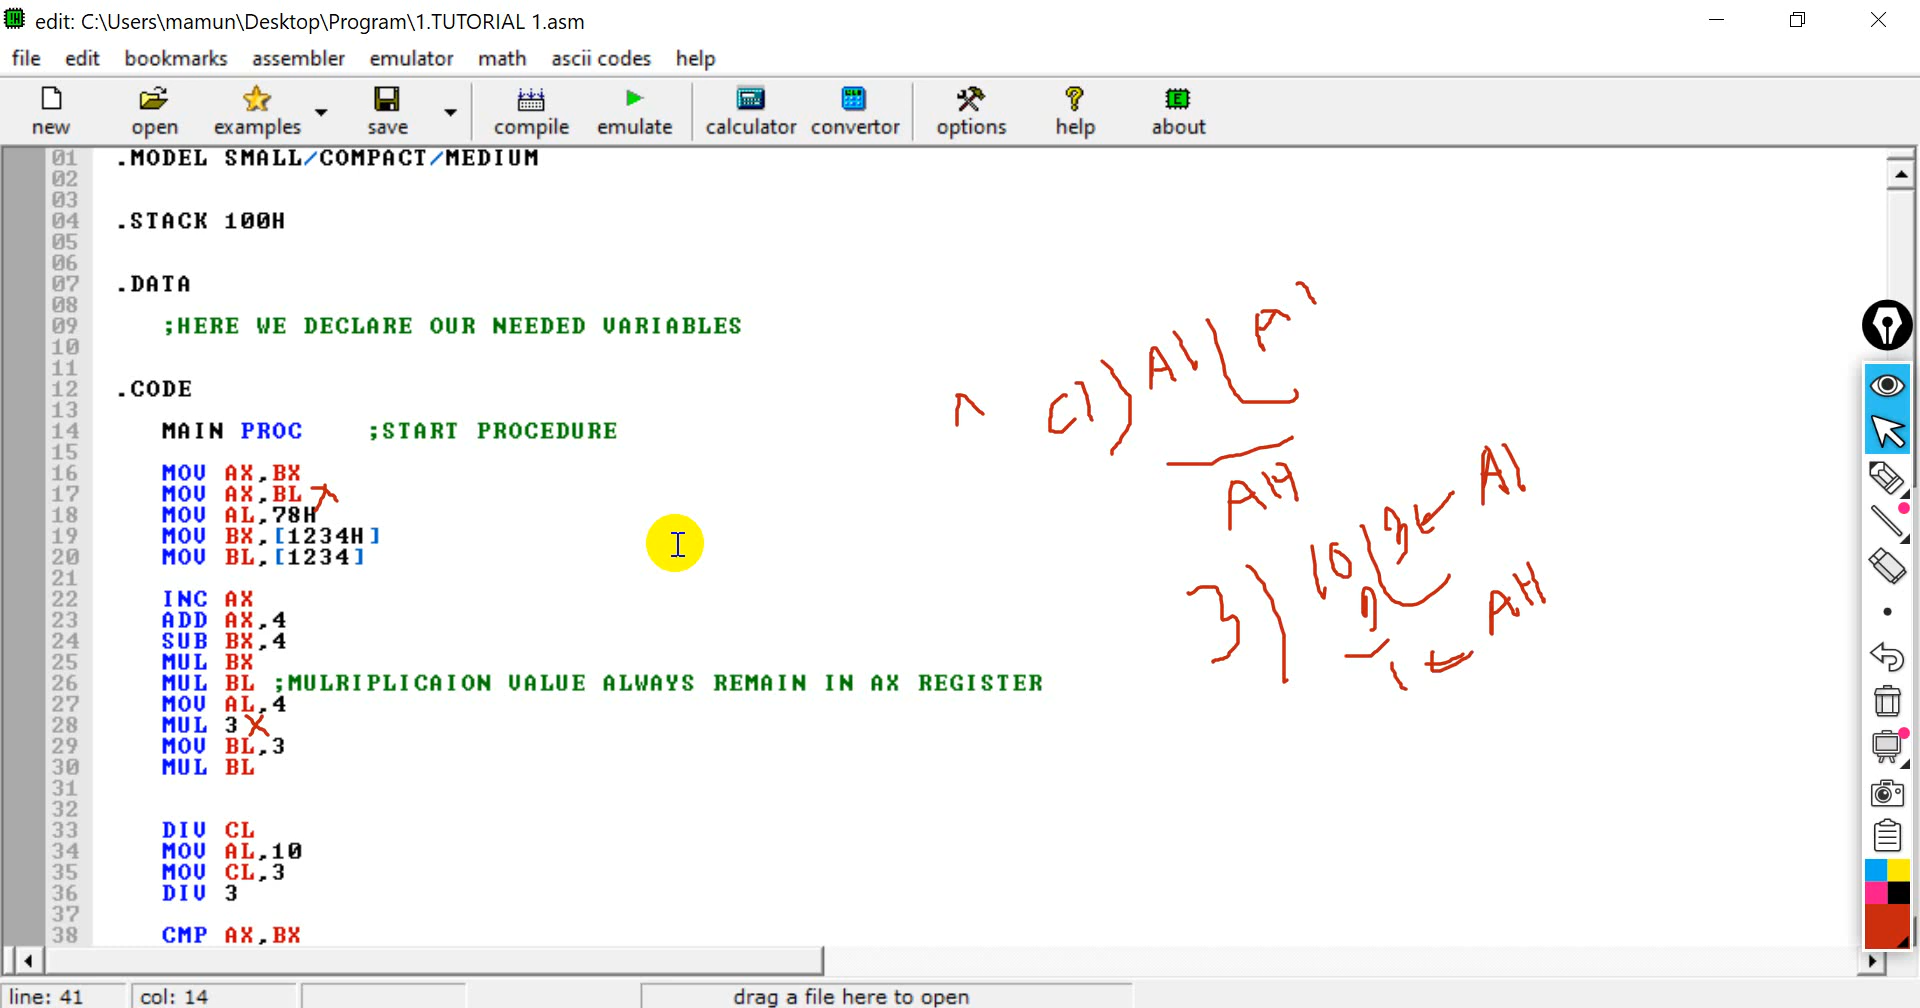 edit: C:\Users\mamun\Desktop\Program\1.TUTORIAL 1.asm
file edit bookmarks assembler emulator math ascii codes help
new open examples save compile emulate calculator convertor options help about
01 .MODEL SMALL/COMPACT/MEDIUM
02
03
04 .STACK 100H
05
06
07 .DATA
08
09 ;HERE WE DECLARE OUR NEEDED VARIABLES
10
11
12 .CODE
13
14 MAIN PROC ;START PROCEDURE
15
16 MOV AX,BX
17 MOV AX,BL
18 MOV AL,78H
19 MOV BX,[1234H]
20 MOV BL,[1234]
21
22 INC AX
23 ADD AX,4
24 SUB BX,4
25 MUL BX
26 MUL BL ;MULRIPLICAION VALUE ALWAYS REMAIN IN AX REGISTER
27 MOV AL,4
28 MUL 3
29 MOV BL,3
30 MUL BL
31
32
33 DIV CL
34 MOV AL,10
35 MOV CL,3
36 DIV 3
37
38 CMP AX,BX
Cl) Al
AH
3) 10 3 Al
AH
line: 41 col: 14 drag a file here to open